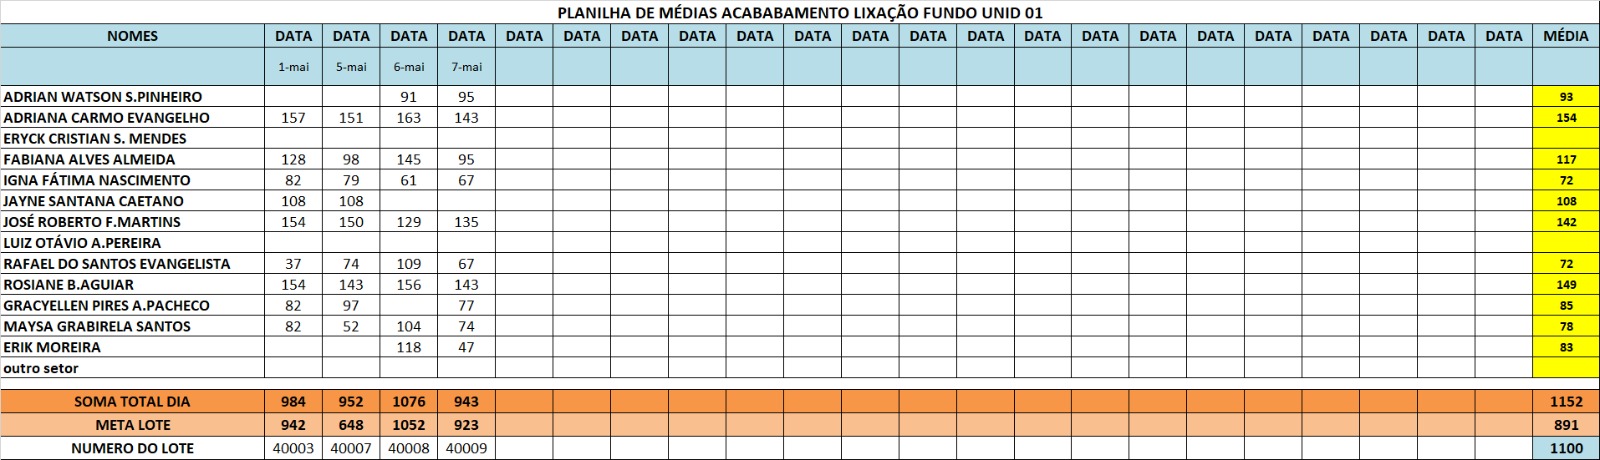 PLANILHA DE MÉDIAS ACABABAMENTO LIXAÇÃO FUNDO UNID 01
NOMES DATA DATA DATA DATA DATA DATA DATA DATA DATA DATA DATA DATA DATA DATA DATA DATA DATA DATA DATA DATA DATA DATA MÉDIA
1-mai 5-mai 6-mai 7-mai
ADRIAN WATSON S.PINHEIRO 91 95 93
ADRIANA CARMO EVANGELHO 157 151 163 143 154
ERYCK CRISTIAN S. MENDES
FABIANA ALVES ALMEIDA 128 98 145 95 117
IGNA FÁTIMA NASCIMENTO 82 79 61 67 72
JAYNE SANTANA CAETANO 108 108 108
JOSÉ ROBERTO F.MARTINS 154 150 129 135 142
LUIZ OTÁVIO A.PEREIRA
RAFAEL DO SANTOS EVANGELISTA 37 74 109 67 72
ROSIANE B.AGUIAR 154 143 156 143 149
GRACYELLEN PIRES A.PACHECO 82 97 77 85
MAYSA GRABIRELA SANTOS 82 52 104 74 78
ERIK MOREIRA 118 47 83
outro setor
SOMA TOTAL DIA 984 952 1076 943 1152
META LOTE 942 648 1052 923 891
NUMERO DO LOTE 40003 40007 40008 40009 1100